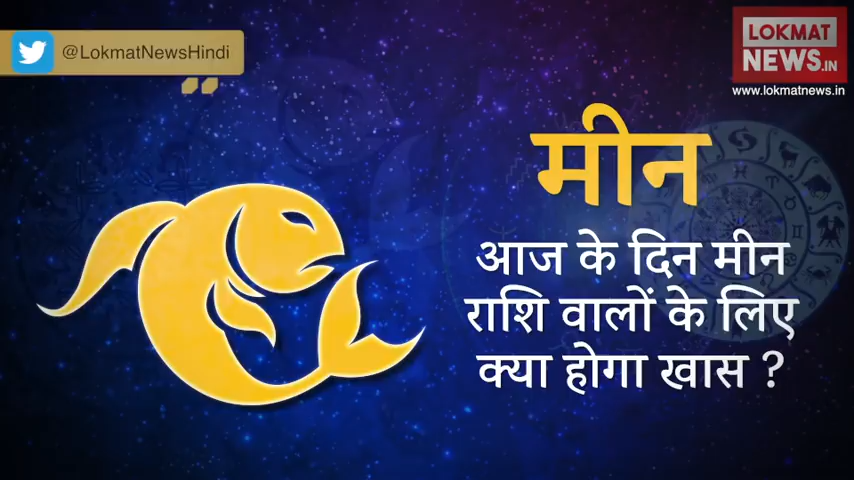 @LokmatNewsHindi
LOKMAT
NEWS.IN
www.lokmatnews.in
मीन
आज के दिन मीन
राशि वालों के लिए
क्या होगा खास ?